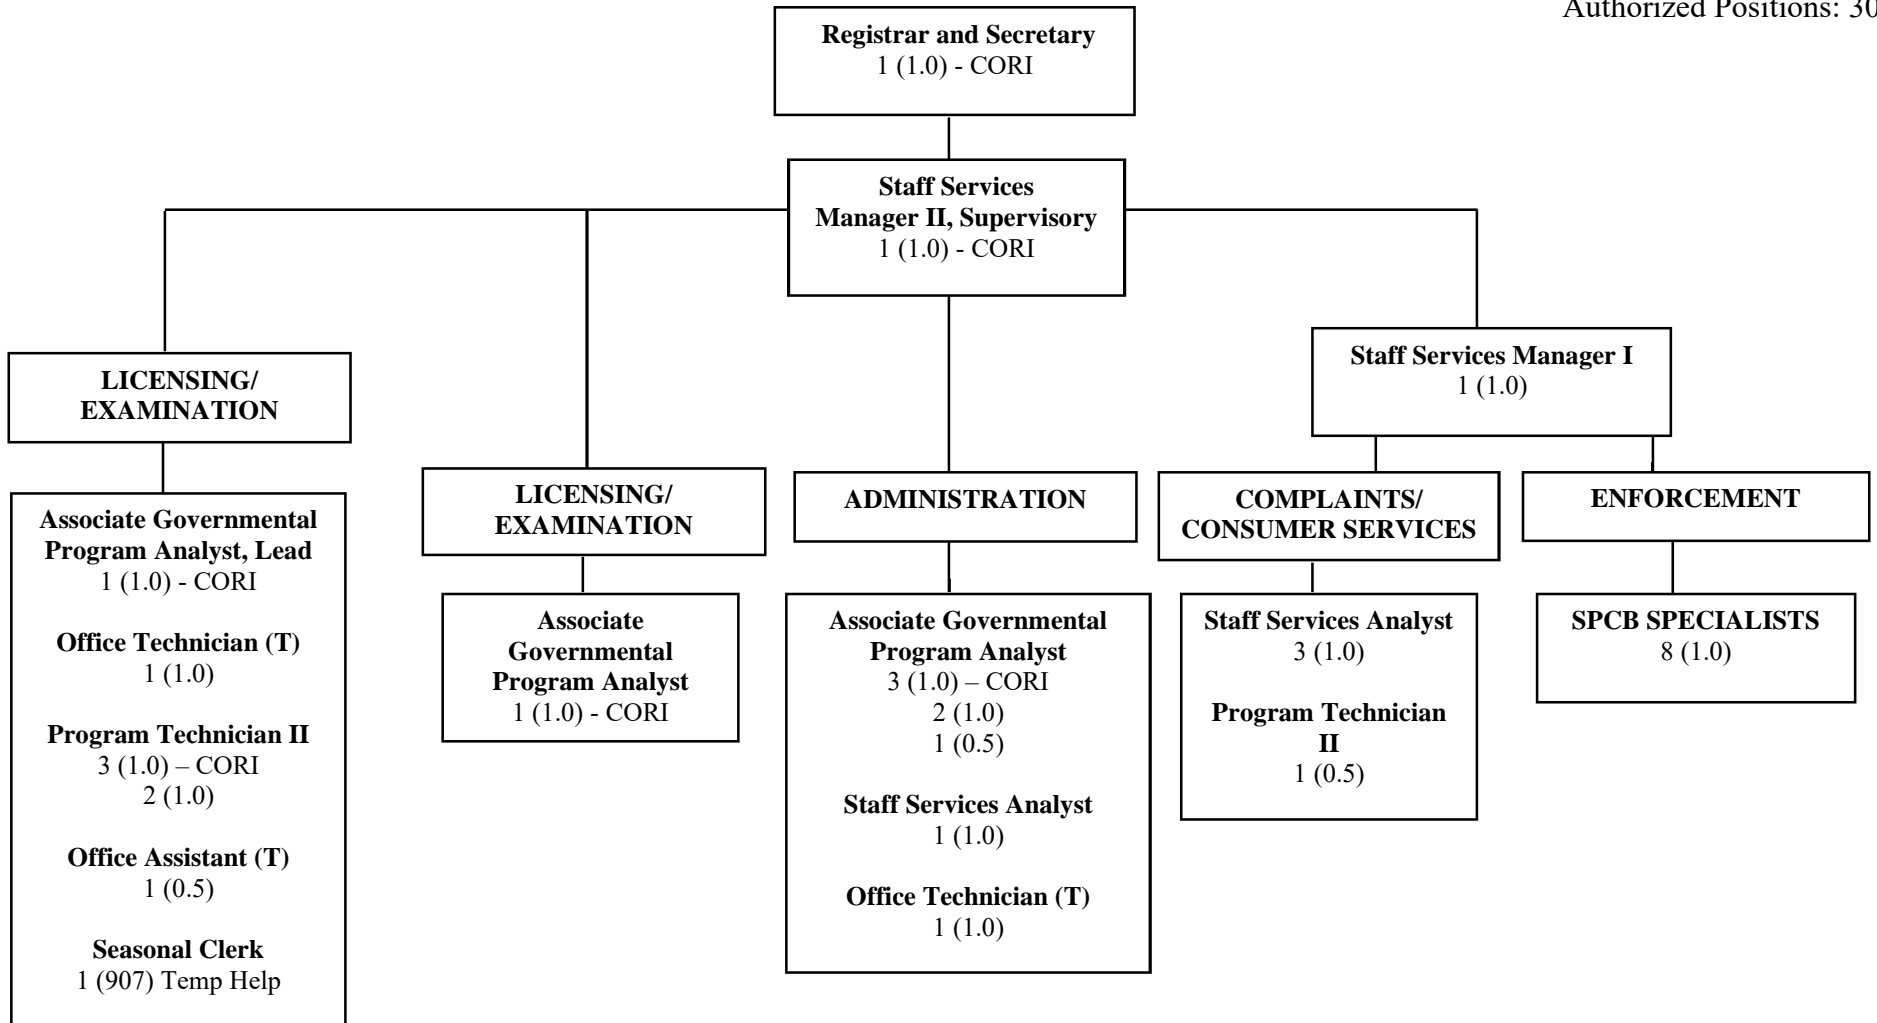 Authorized Positions: 30
Registrar and Secretary
1 (1.0) - CORI
Staff Services
Manager II, Supervisory
1 (1.0) - CORI
Staff Services Manager I
1 (1.0)
LICENSING/
EXAMINATION
Associate Governmental
Program Analyst, Lead
1 (1.0) - CORI
Office Technician (T)
1 (1.0)
Program Technician II
3 (1.0) – CORI
2 (1.0)
Office Assistant (T)
1 (0.5)
Seasonal Clerk
1 (907) Temp Help
LICENSING/
EXAMINATION
Associate
Governmental
Program Analyst
1 (1.0) - CORI
ADMINISTRATION
Associate Governmental
Program Analyst
3 (1.0) – CORI
2 (1.0)
1 (0.5)
Staff Services Analyst
1 (1.0)
Office Technician (T)
1 (1.0)
COMPLAINTS/
CONSUMER SERVICES
Staff Services Analyst
3 (1.0)
Program Technician
II
1 (0.5)
ENFORCEMENT
SPCB SPECIALISTS
8 (1.0)